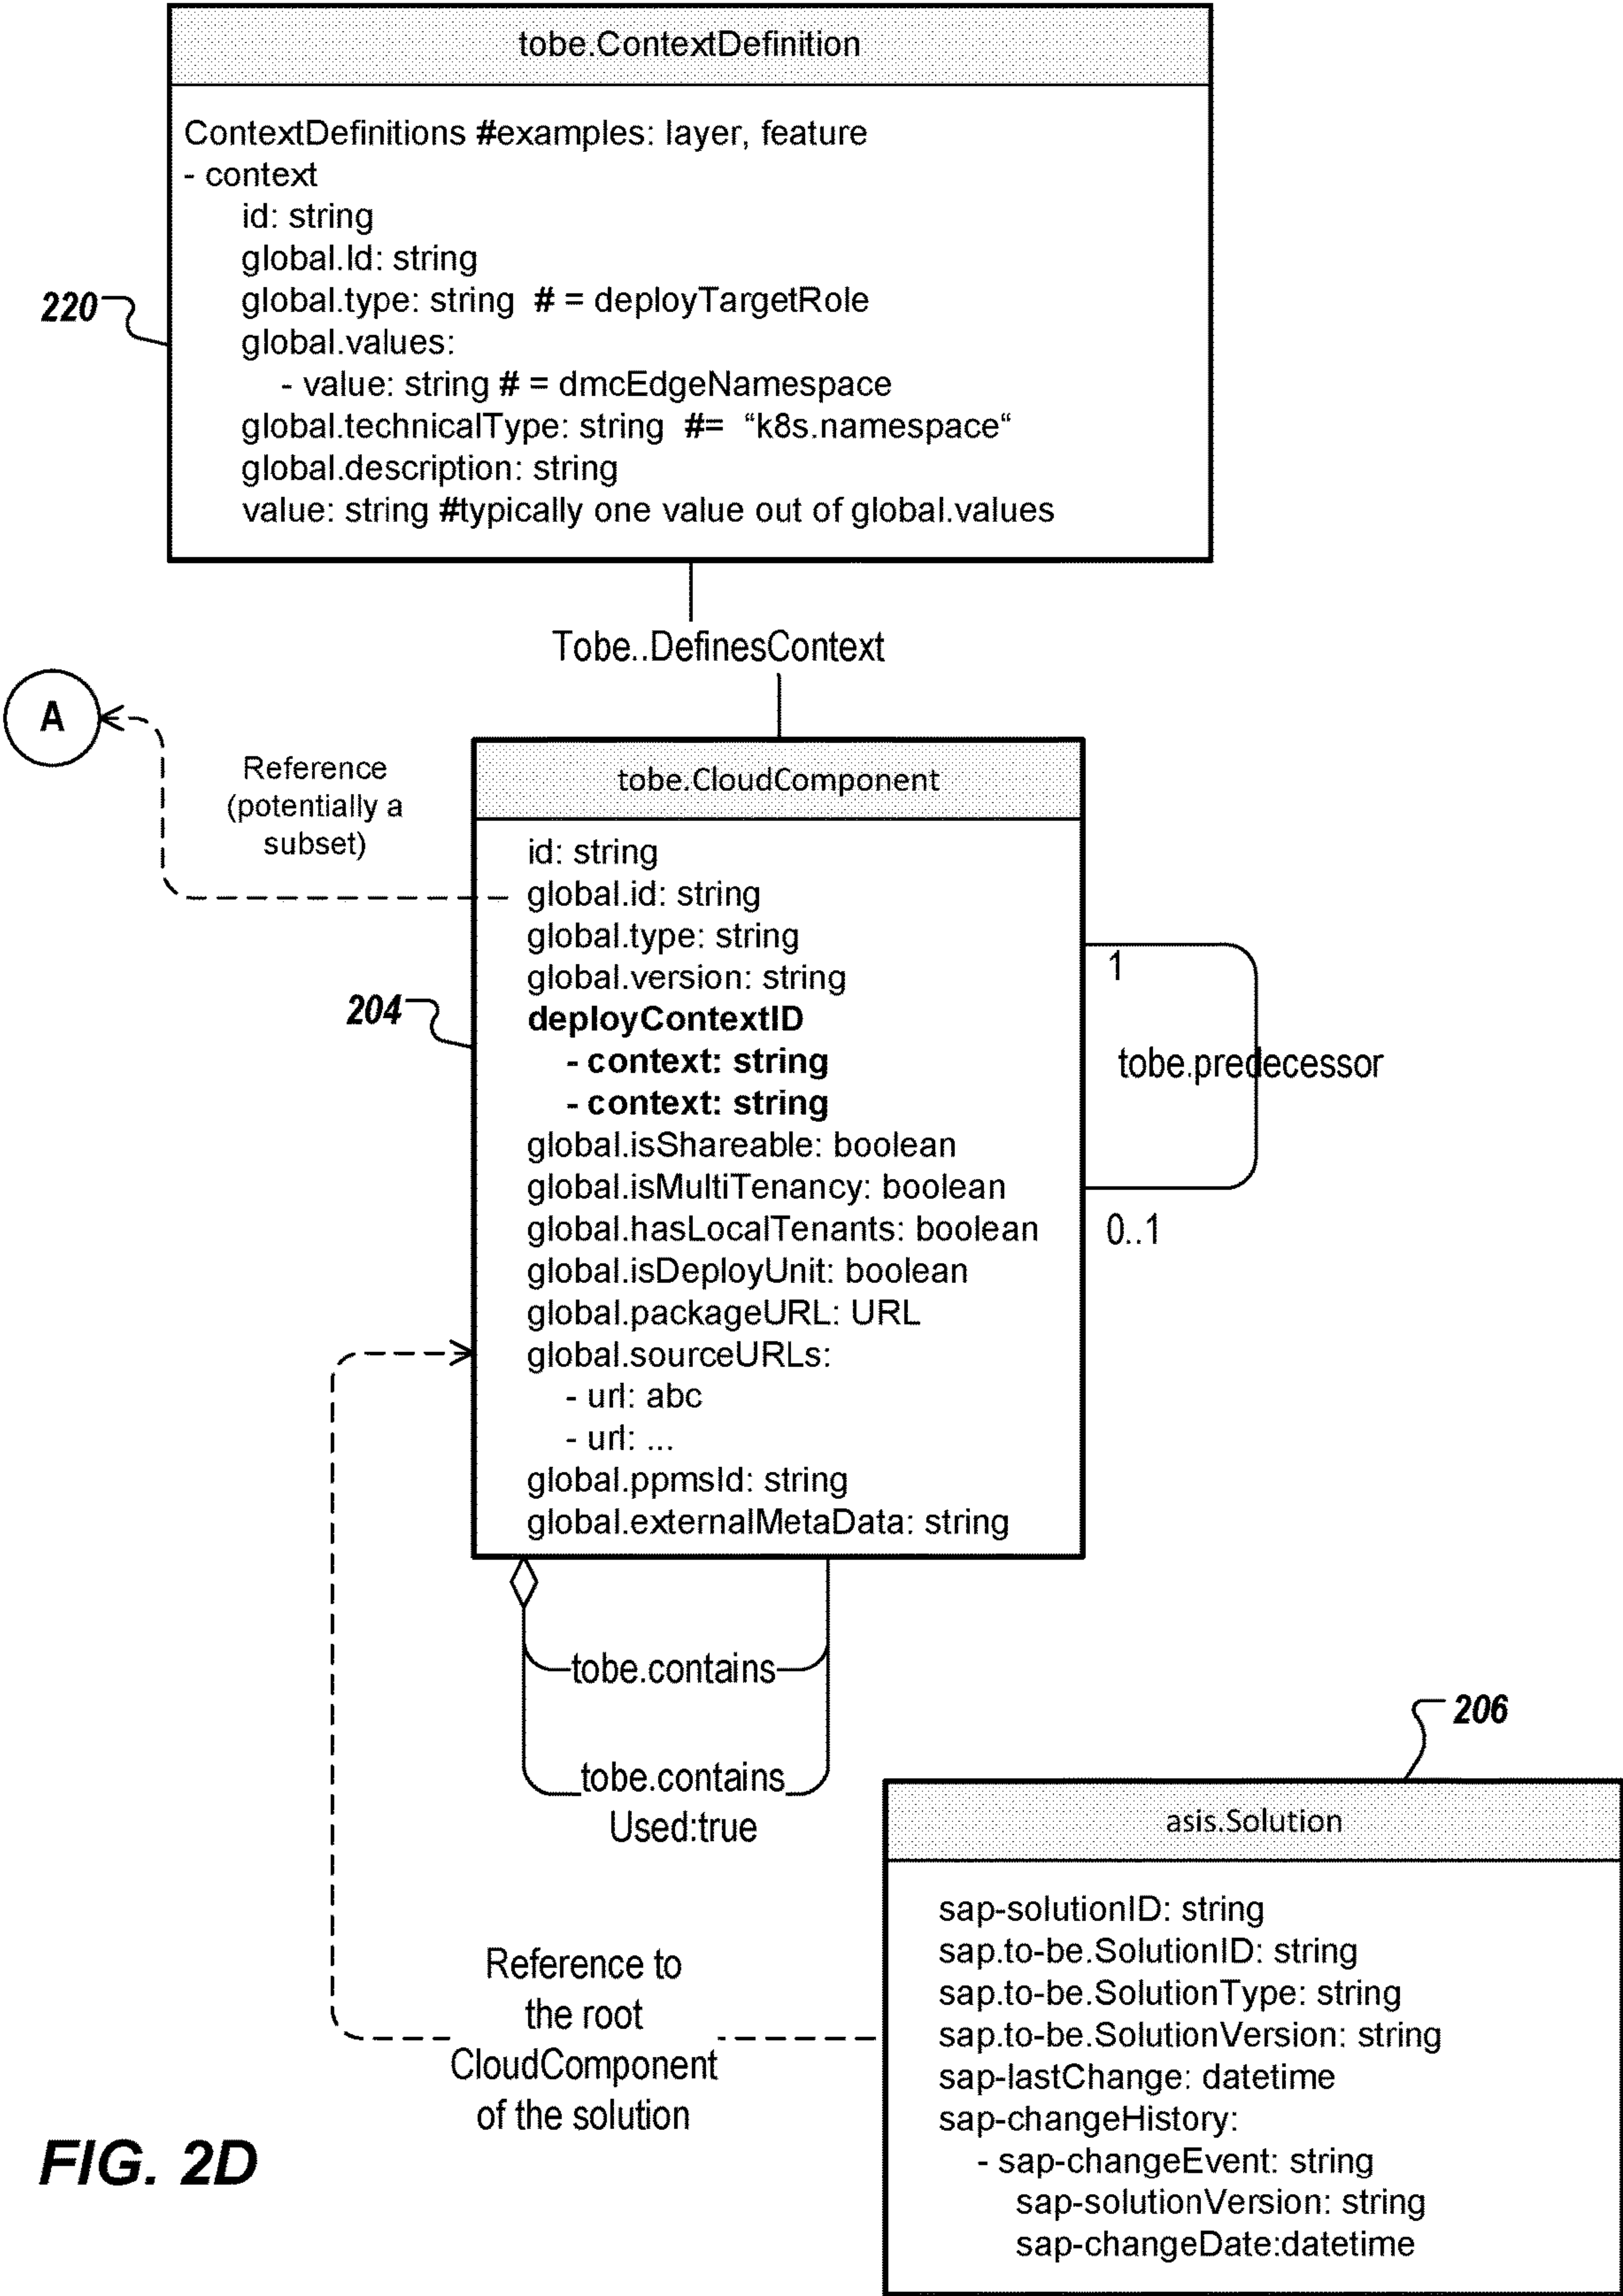 tobe.ContextDefinition
ContextDefinitions #examples: layer, feature
- context
id: string
global.Id: string
global.type: string # = deployTargetRole
global.values:
- value: string # = dmcEdgeNamespace
global.technicalType: string #= “k8s.namespace“
global.description: string
value: string #typically one value out of global.values
220
Tobe..DefinesContext
A
Reference
(potentially a
subset)
tobe.CloudComponent
id: string
global.id: string
global.type: string
global.version: string
deployContextID
- context: string
- context: string
global.isShareable: boolean
global.isMultiTenancy: boolean
global.hasLocalTenants: boolean
global.isDeployUnit: boolean
global.packageURL: URL
global.sourceURLs:
- url: abc
- url: ...
global.ppmsId: string
global.externalMetaData: string
204
1
tobe.predecessor
0..1
tobe.contains
tobe.contains
Used:true
206
asis.Solution
sap-solutionID: string
sap.to-be.SolutionID: string
sap.to-be.SolutionType: string
sap.to-be.SolutionVersion: string
sap-lastChange: datetime
sap-changeHistory:
- sap-changeEvent: string
sap-solutionVersion: string
sap-changeDate:datetime
Reference to
the root
CloudComponent
of the solution
FIG. 2D